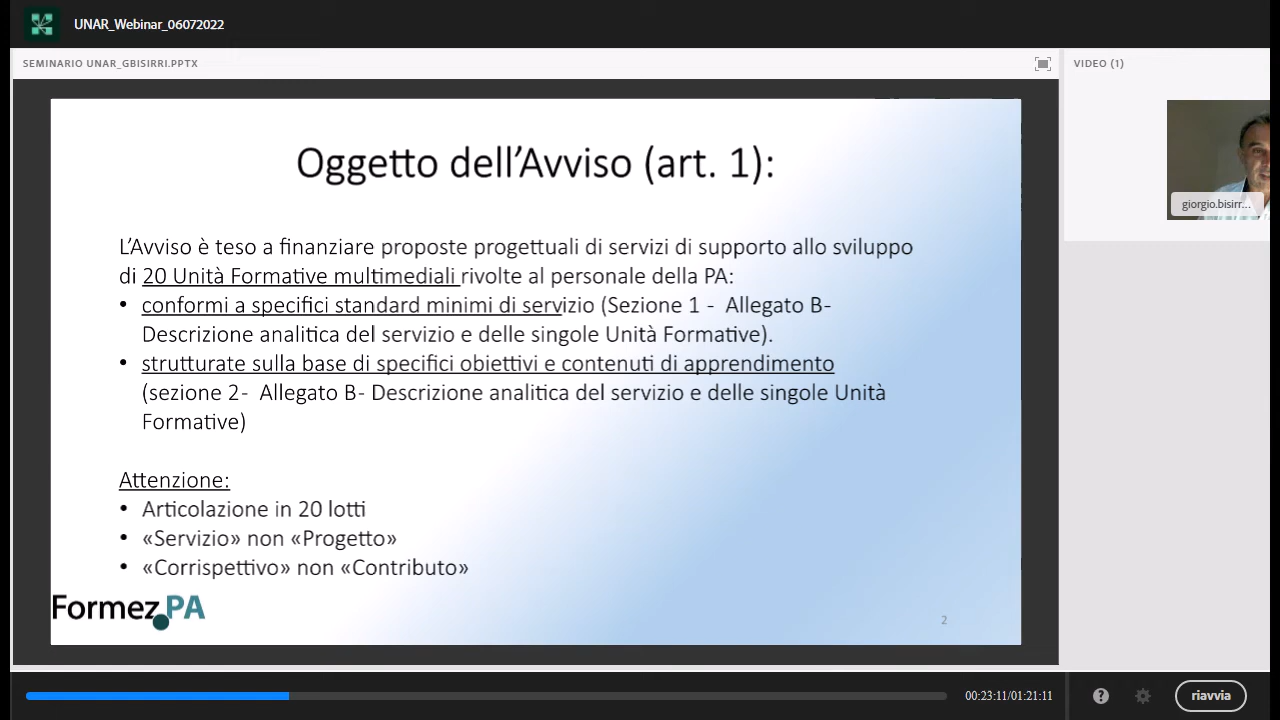 UNAR_Webinar_06072022
SEMINARIO UNAR_GBISIRRI.PPTX
VIDEO (1)
Oggetto dell’Avviso (art. 1):
L’Avviso è teso a finanziare proposte progettuali di servizi di supporto allo sviluppo
di 20 Unità Formative multimediali rivolte al personale della PA:
• conformi a specifici standard minimi di servizio (Sezione 1 - Allegato B-
Descrizione analitica del servizio e delle singole Unità Formative).
• strutturate sulla base di specifici obiettivi e contenuti di apprendimento
(sezione 2- Allegato B- Descrizione analitica del servizio e delle singole Unità
Formative)
Attenzione:
• Articolazione in 20 lotti
• «Servizio» non «Progetto»
• «Corrispettivo» non «Contributo»
Formez.PA
2
giorgio.bisirr...
00:23:11/01:21:11
riavvia